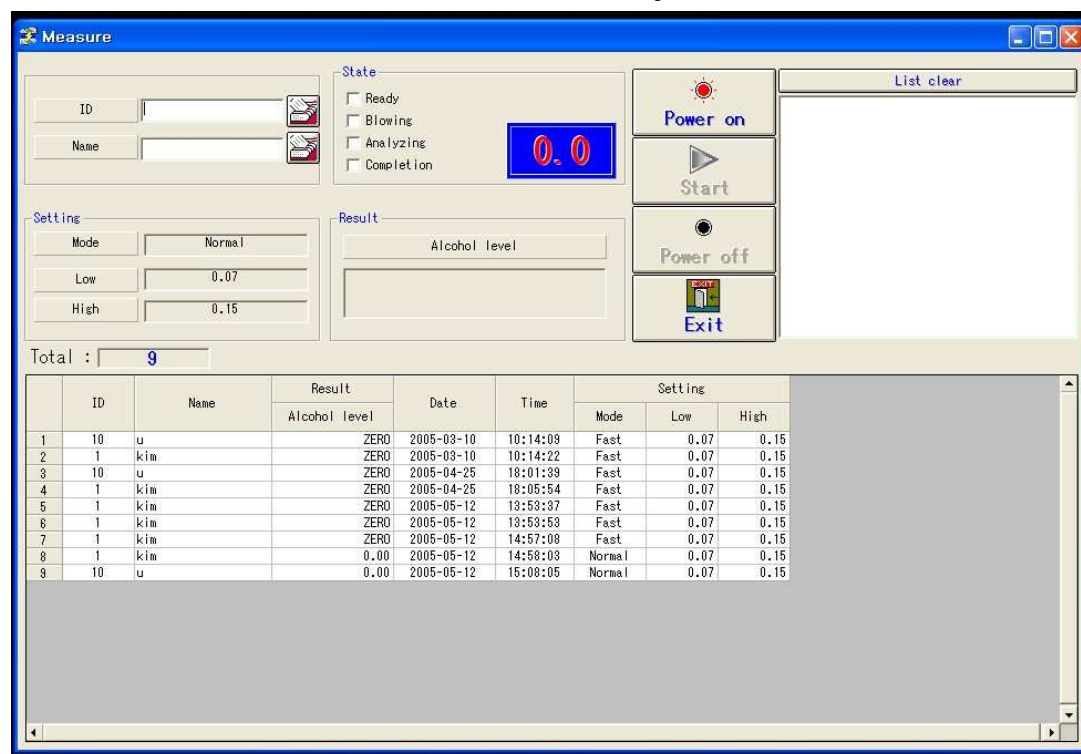 Measure
ID
Name
State
Ready
Blowing
Analyzing
Completion
0.0
Power on
Start
Power off
EXIT
Exit
List clear
Setting
Mode Normal
Low 0.07
High 0.15
Result
Alcohol level
Total : 9
ID Name Result Date Time Setting
Alcohol level Mode Low High
1 10 u ZERO 2005-03-10 10:14:09 Fast 0.07 0.15
2 1 kim ZERO 2005-03-10 10:14:22 Fast 0.07 0.15
3 10 u ZERO 2005-04-25 18:01:39 Fast 0.07 0.15
4 1 kim ZERO 2005-04-25 18:05:54 Fast 0.07 0.15
5 1 kim ZERO 2005-05-12 13:53:37 Fast 0.07 0.15
6 1 kim ZERO 2005-05-12 13:53:53 Fast 0.07 0.15
7 1 kim ZERO 2005-05-12 14:57:08 Fast 0.07 0.15
8 1 kim 0.00 2005-05-12 14:58:03 Normal 0.07 0.15
9 10 u 0.00 2005-05-12 15:08:05 Normal 0.07 0.15